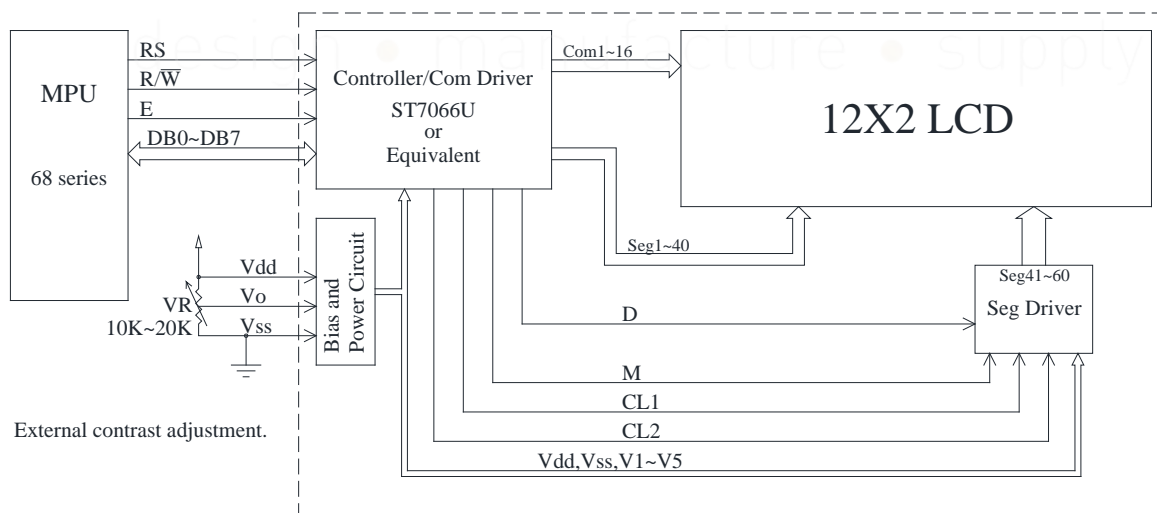 design • manufacture • supply
MPU
68 series
RS
R/W̅
E
DB0~DB7
Controller/Com Driver
ST7066U
or
Equivalent
Com1~16
12X2 LCD
Seg1~40
Seg41~60
Seg Driver
Vdd
Vo
VR
10K~20K
Vss
Bias and
Power Circuit
D
M
CL1
CL2
Vdd,Vss,V1~V5
External contrast adjustment.